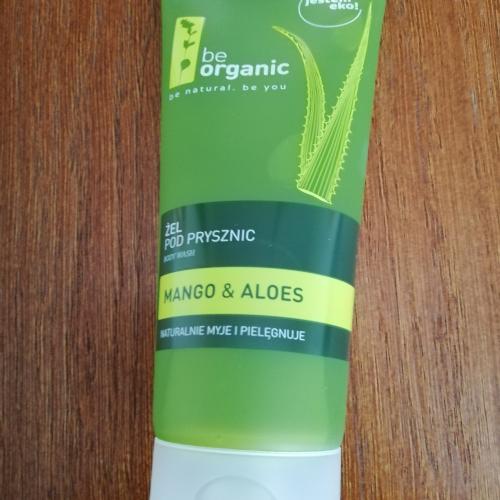 jestem
eko!
be
organic
be natural. be you
ŻEL
POD PRYSZNIC
BODY WASH
MANGO & ALOES
NATURALNIE MYJE I PIELĘGNUJE